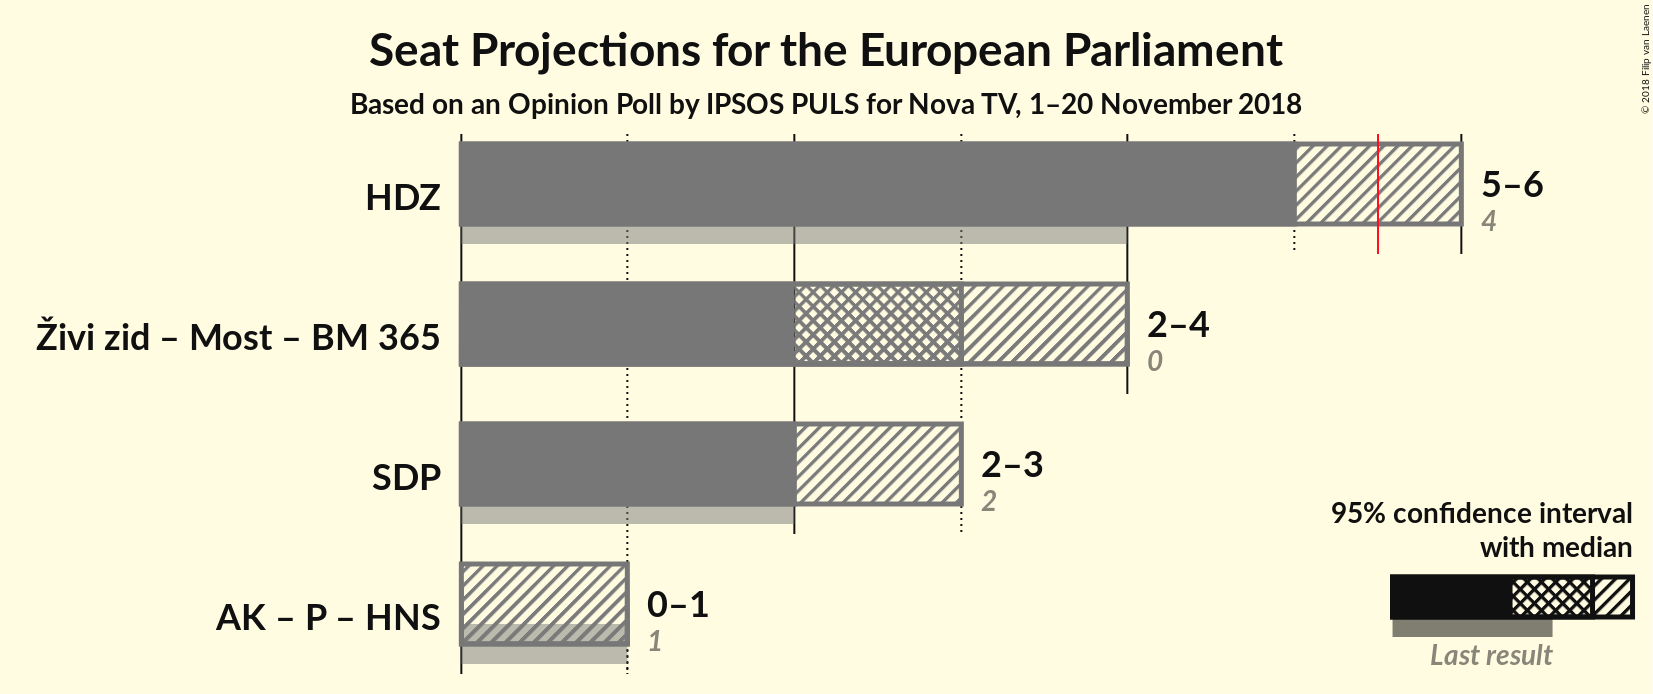 Seat Projections for the European Parliament
Based on an Opinion Poll by IPSOS PULS for Nova TV, 1–20 November 2018
© 2018 Filip van Laenen
HDZ
5–6
4
Živi zid – Most – BM 365
2–4
0
SDP
2–3
2
AK – P – HNS
0–1
1
95% confidence interval
with median
Last result